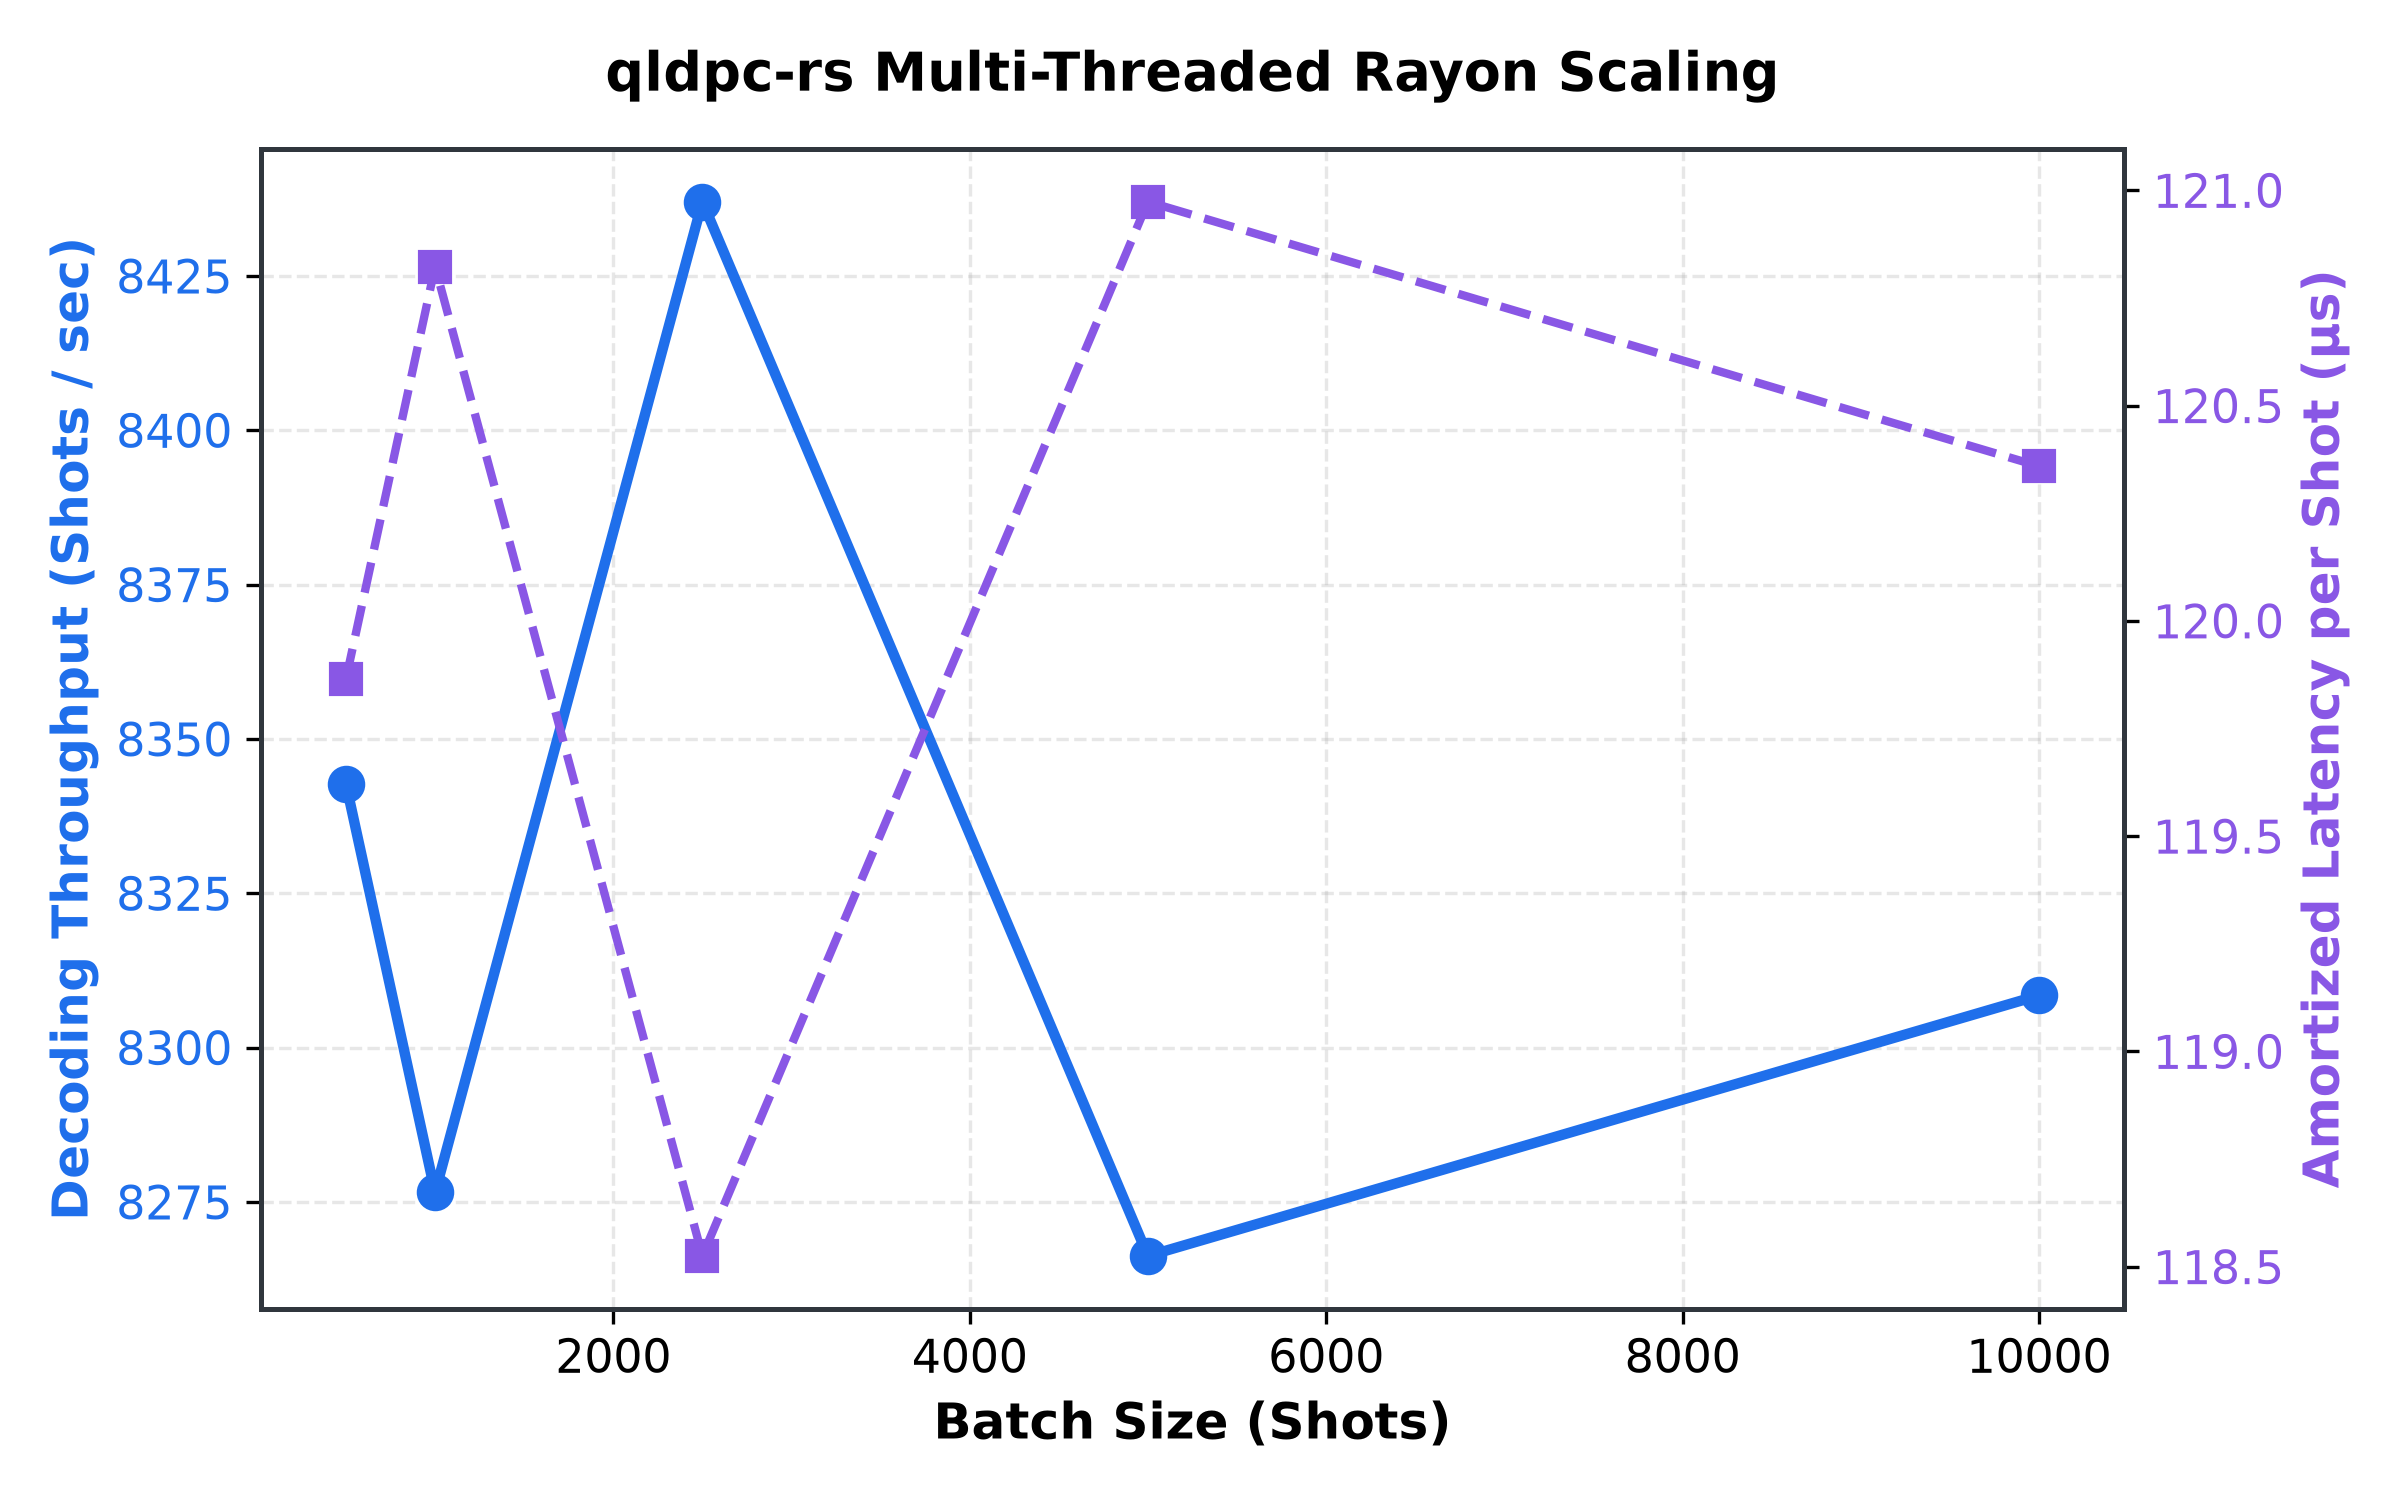 qldpc-rs Multi-Threaded Rayon Scaling
Decoding Throughput (Shots / sec)
8425
8400
8375
8350
8325
8300
8275
121.0
120.5
120.0
119.5
119.0
118.5
Amortized Latency per Shot (µs)
2000 4000 6000 8000 10000
Batch Size (Shots)